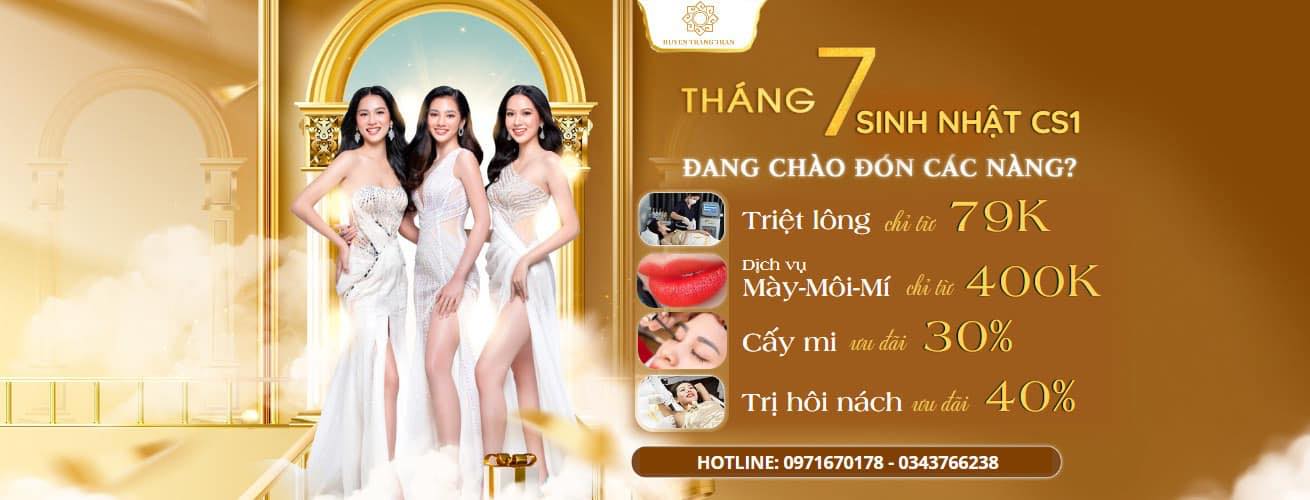 HUYEN TRANG TRAN
THÁNG 7 SINH NHẬT CS1
ĐANG CHÀO ĐÓN CÁC NÀNG?
Triệt lông chỉ từ 79K
Dịch vụ
Mày-Môi-Mí chỉ từ 400K
Cấy mi ưu đãi 30%
Trị hôi nách ưu đãi 40%
HOTLINE: 0971670178 - 0343766238